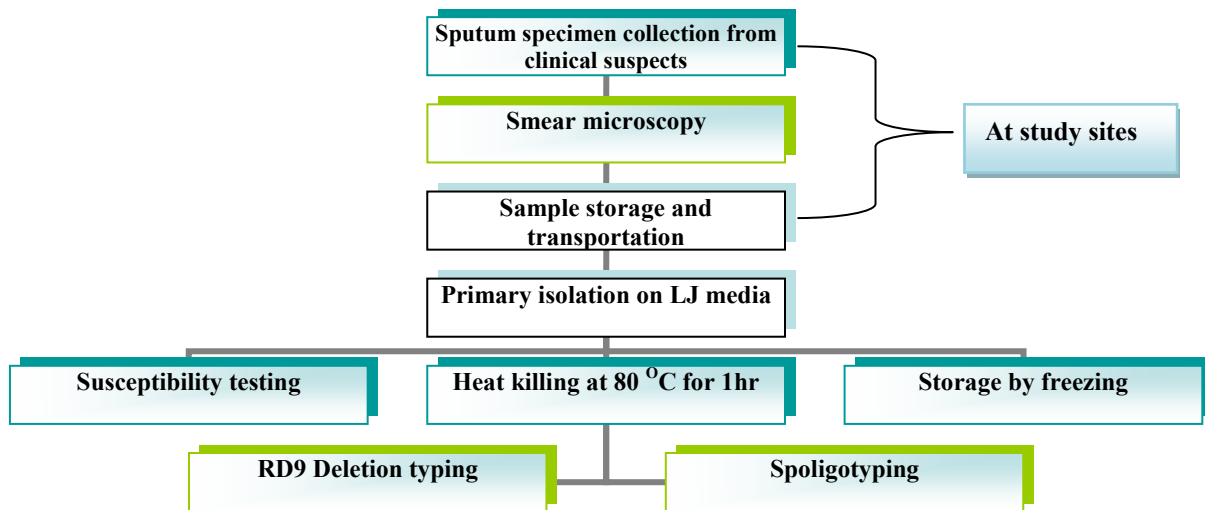 Sputum specimen collection from
clinical suspects
Smear microscopy
At study sites
Sample storage and
transportation
Primary isolation on LJ media
Susceptibility testing
Heat killing at 80 ᴼC for 1hr
Storage by freezing
RD9 Deletion typing
Spoligotyping